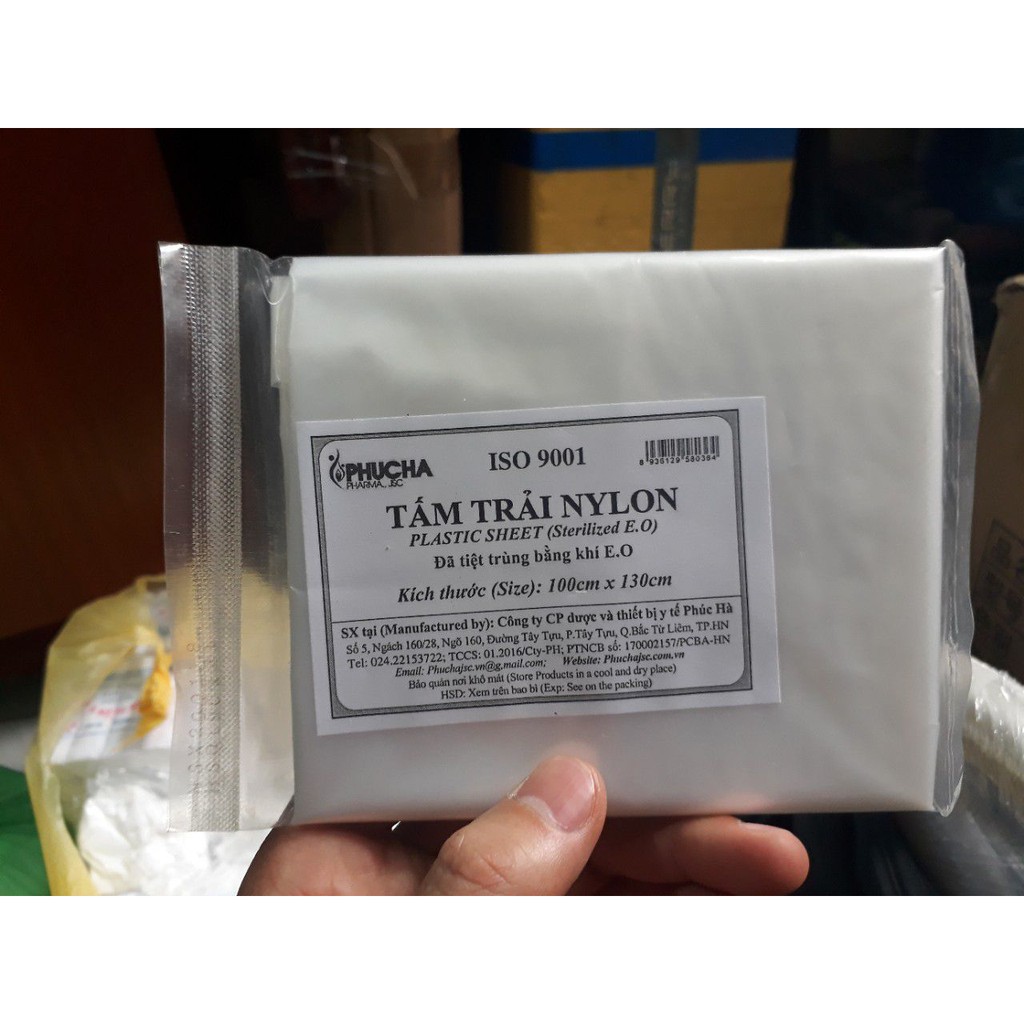 PHUCHA
PHARMA., JSC
ISO 9001
8 936129 580384
TẤM TRẢI NYLON
PLASTIC SHEET (Sterilized E.O)
Đã tiệt trùng bằng khí E.O
Kích thước (Size): 100cm x 130cm
SX tại (Manufactured by): Công ty CP dược và thiết bị y tế Phúc Hà
Số 5, Ngách 160/28, Ngõ 160, Đường Tây Tựu, P.Tây Tựu, Q.Bắc Từ Liêm, TP.HN
Tel: 024.22153722; TCCS: 01.2016/Cty-PH; PTNCB số: 170002157/PCBA-HN
Email: Phuchajsc.vn@g,mail.com; Website: Phuchajsc.com.vn
Bảo quản nơi khô mát (Store Products in a cool and dry place)
HSD: Xem trên bao bì (Exp: See on the packing)